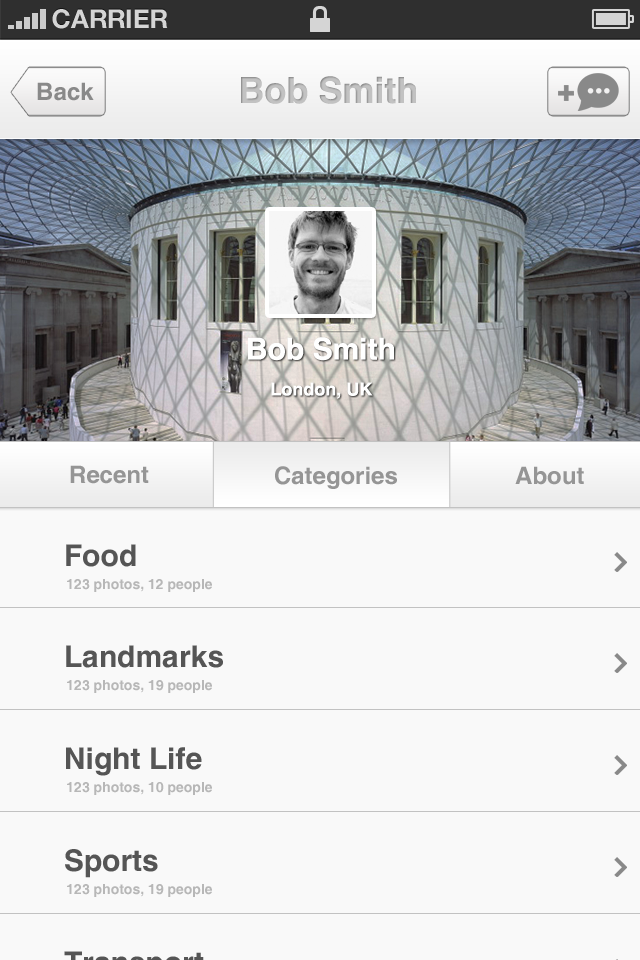 CARRIER
Back
Bob Smith
Bob Smith
London, UK
Recent
Categories
About
Food
123 photos, 12 people
Landmarks
123 photos, 19 people
Night Life
123 photos, 10 people
Sports
123 photos, 19 people
Transport